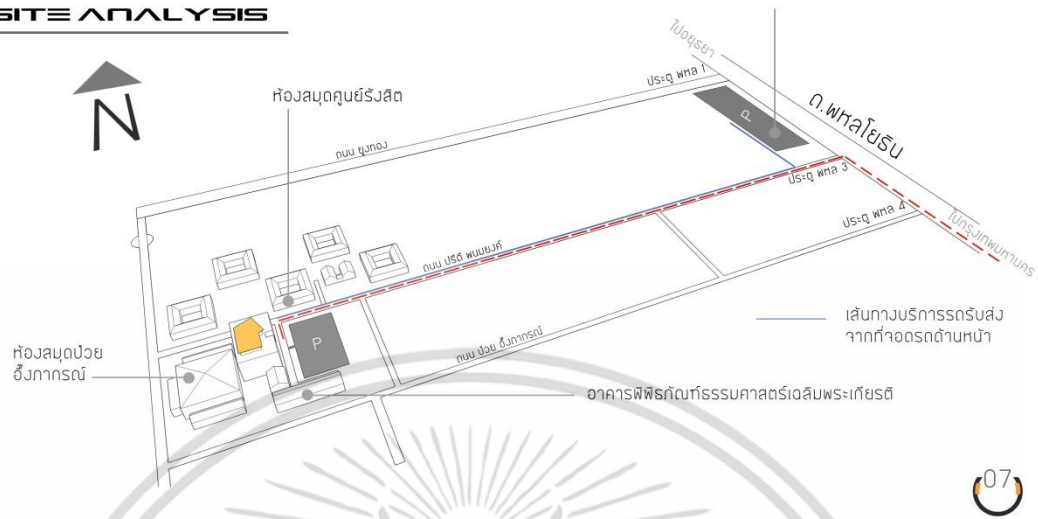 SITE ANALYSIS
N
ห้องสมุดศูนย์รังสิต
ไปอยุธยา
ประตู พหล 1
ถ.พหลโยธิน
P
ถนน ยูงทอง
ประตู พหล 3
ประตู พหล 4
ไปกรุงเทพมหานคร
ถนน ปรีดี พนมยงค์
เส้นทางบริการรถรับส่ง
จากที่จอดรถด้านหน้า
P
ถนน ป๋วย อึ๊งภากรณ์
ห้องสมุดป๋วย
อึ๊งภากรณ์
อาคารพิพิธภัณฑ์ธรรมศาสตร์เฉลิมพระเกียรติ
07